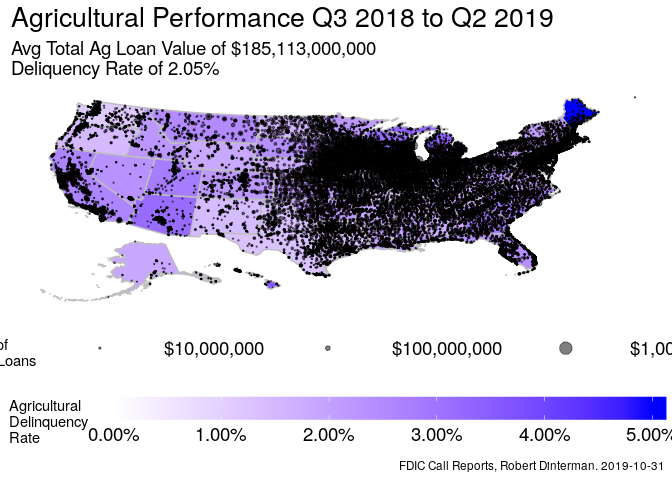 Agricultural Performance Q3 2018 to Q2 2019
Avg Total Ag Loan Value of $185,113,000,000
Deliquency Rate of 2.05%
of
Loans
$10,000,000
$100,000,000
$1,00
Agricultural
Delinquency
Rate
0.00%
1.00%
2.00%
3.00%
4.00%
5.00%
FDIC Call Reports, Robert Dinterman. 2019-10-31